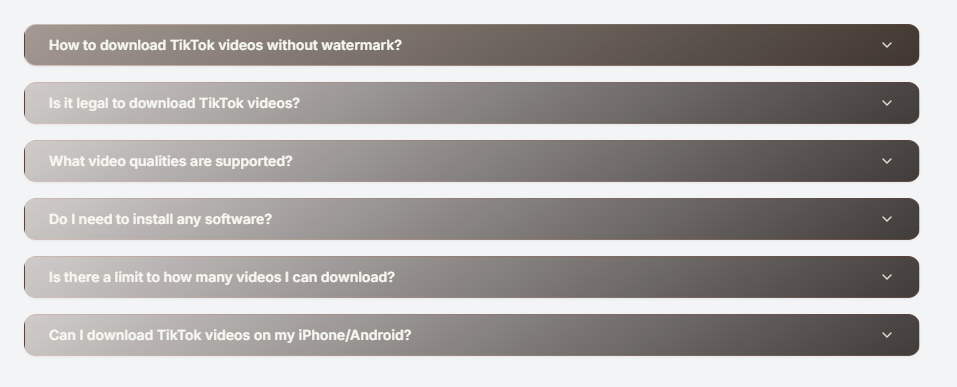 How to download TikTok videos without watermark?
Is it legal to download TikTok videos?
What video qualities are supported?
Do I need to install any software?
Is there a limit to how many videos I can download?
Can I download TikTok videos on my iPhone/Android?